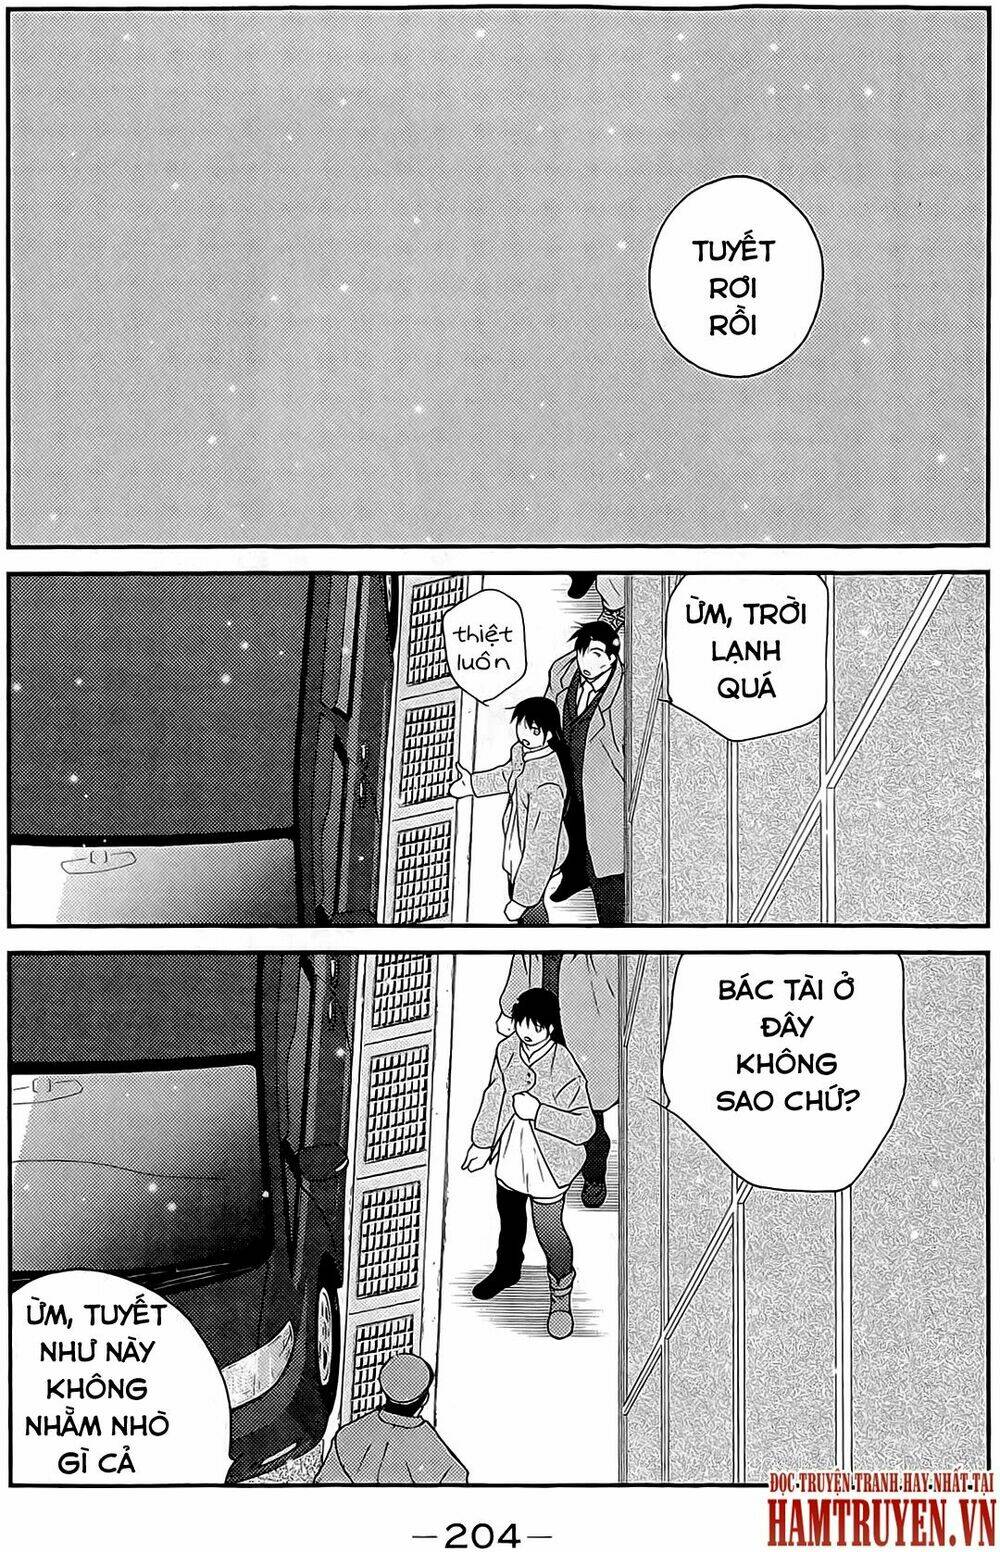 TUYẾT
RƠI
RỒI
ỪM, TRỜI
LẠNH
QUÁ
thiệt
luôn
BÁC TÀI Ở
ĐÂY
KHÔNG
SAO CHỨ?
ỪM, TUYẾT
NHƯ NÀY
KHÔNG
NHẰM NHÒ
GÌ CẢ
—204—
ĐỌC TRUYỆN TRANH HAY NHẤT TẠI
HAMTRUYEN.VN